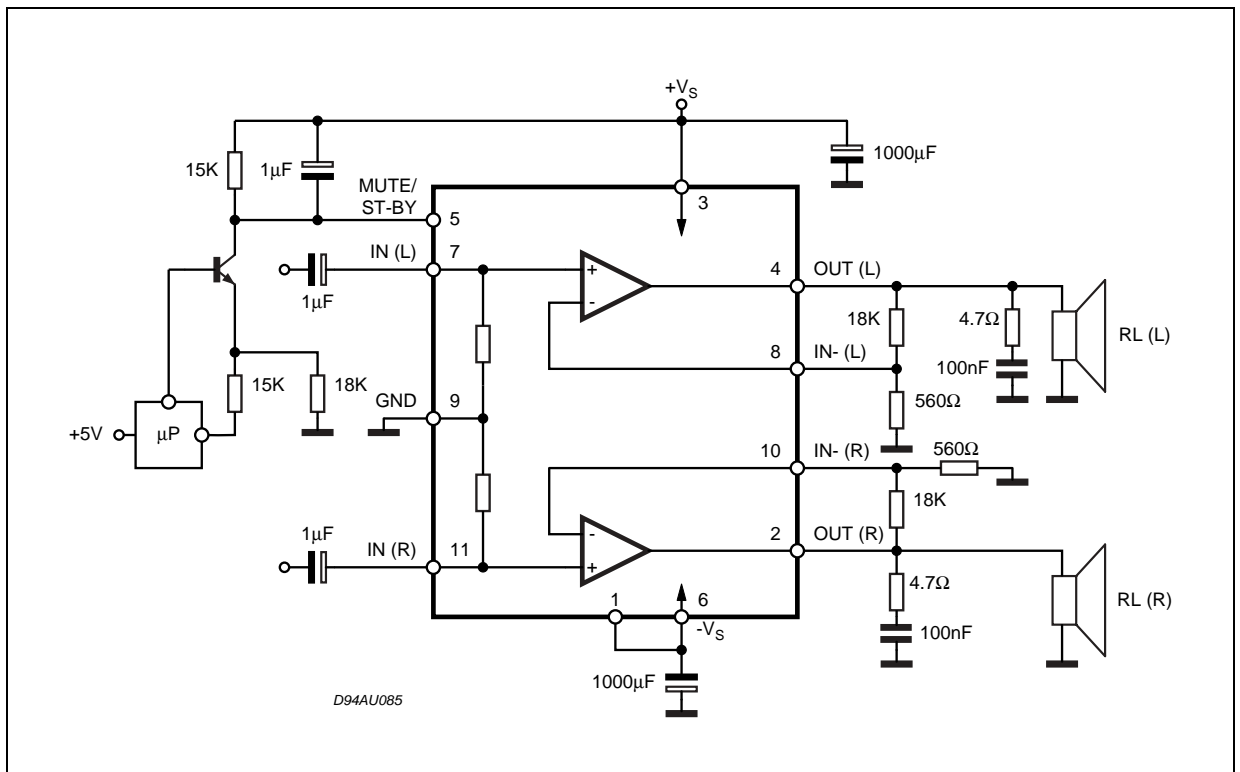 +VS
15K
1µF
1000µF
MUTE/
ST-BY
5
3
IN (L)
7
1µF
4
OUT (L)
18K
4.7Ω
RL (L)
8
IN- (L)
100nF
15K
18K
GND
9
560Ω
+5V
µP
10
IN- (R)
560Ω
18K
1µF
IN (R)
11
2
OUT (R)
4.7Ω
RL (R)
1
6
-VS
100nF
1000µF
D94AU085
+
-
-
+